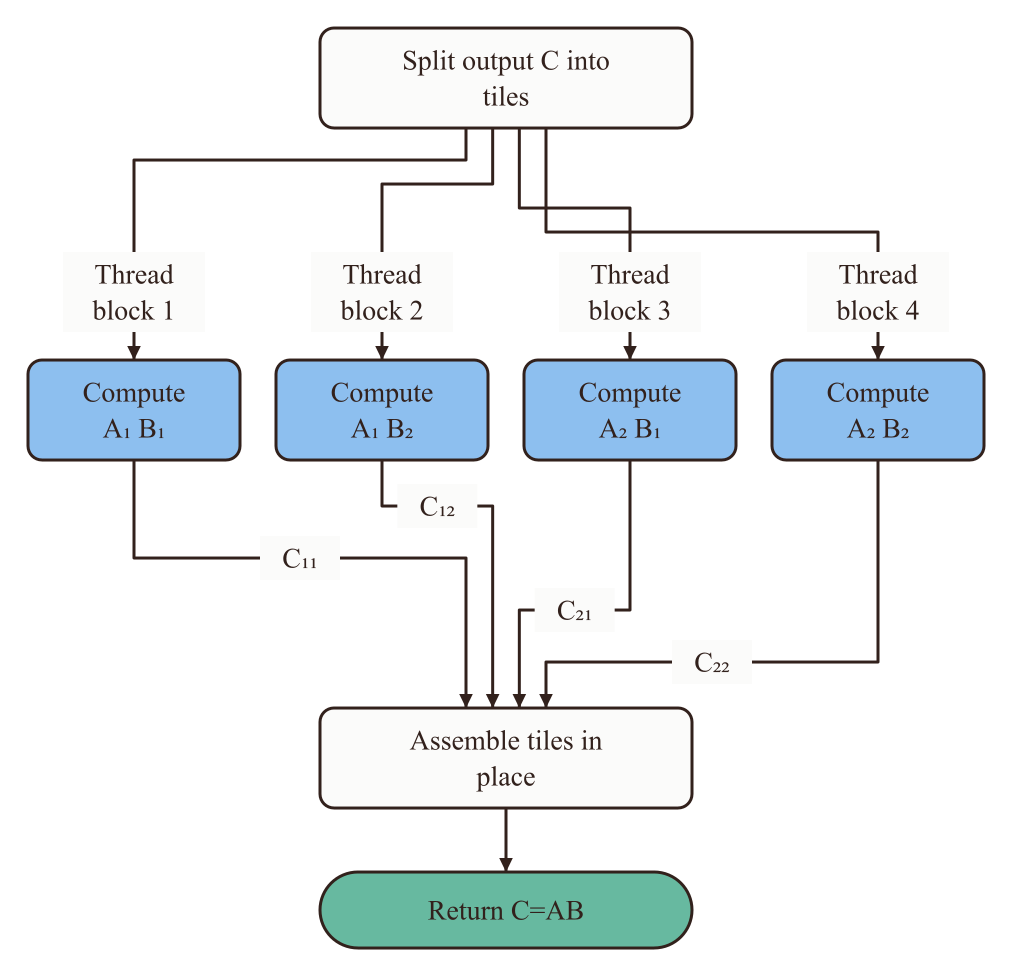 Split output C into
tiles
Thread
block 1
Thread
block 2
Thread
block 3
Thread
block 4
Compute
A₁ B₁
Compute
A₁ B₂
Compute
A₂ B₁
Compute
A₂ B₂
C₁₂
C₁₁
C₂₁
C₂₂
Assemble tiles in
place
Return C=AB